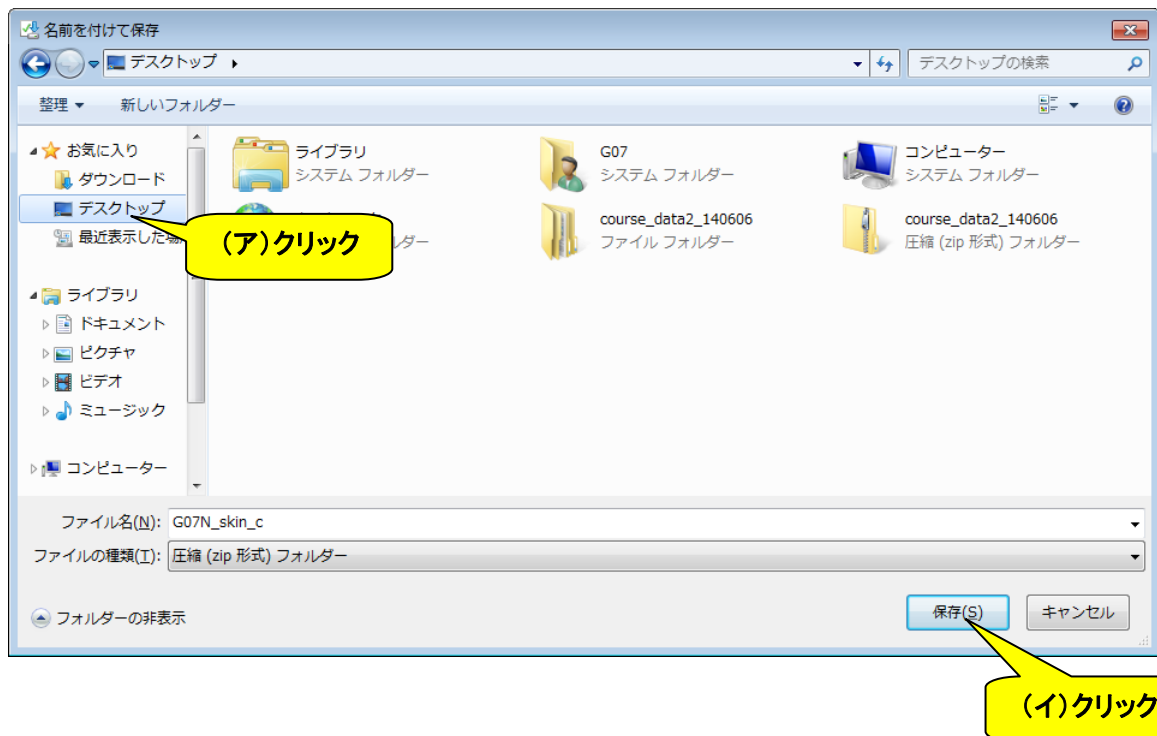 名前を付けて保存
デスクトップ
デスクトップの検索
整理
新しいフォルダー
お気に入り
ダウンロード
デスクトップ
最近表示した場
ライブラリ
ドキュメント
ピクチャ
ビデオ
ミュージック
コンピューター
ライブラリ
システム フォルダー
G07
システム フォルダー
コンピューター
システム フォルダー
ルダー
course_data2_140606
ファイル フォルダー
course_data2_140606
圧縮 (zip 形式) フォルダー
(ア)クリック
ファイル名(N): G07N_skin_c
ファイルの種類(T): 圧縮 (zip 形式) フォルダー
フォルダーの非表示
保存(S)
キャンセル
(イ)クリック